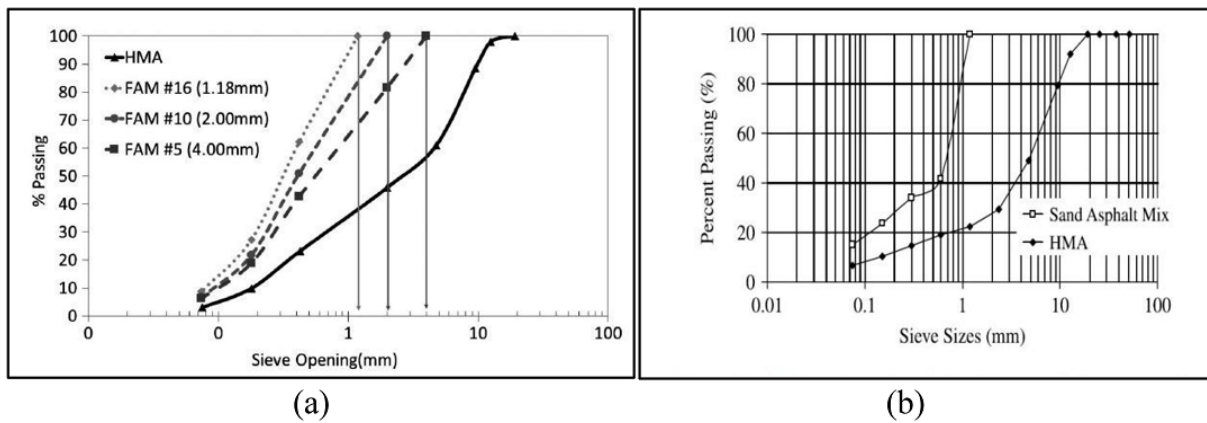 100
90
80
70
60
50
40
30
20
10
0
% Passing
HMA
FAM #16 (1.18mm)
FAM #10 (2.00mm)
FAM #5 (4.00mm)
0 0 1 10 100
Sieve Opening(mm)
(a)
100
80
60
40
20
0
Percent Passing (%)
Sand Asphalt Mix
HMA
0.01 0.1 1 10 100
Sieve Sizes (mm)
(b)